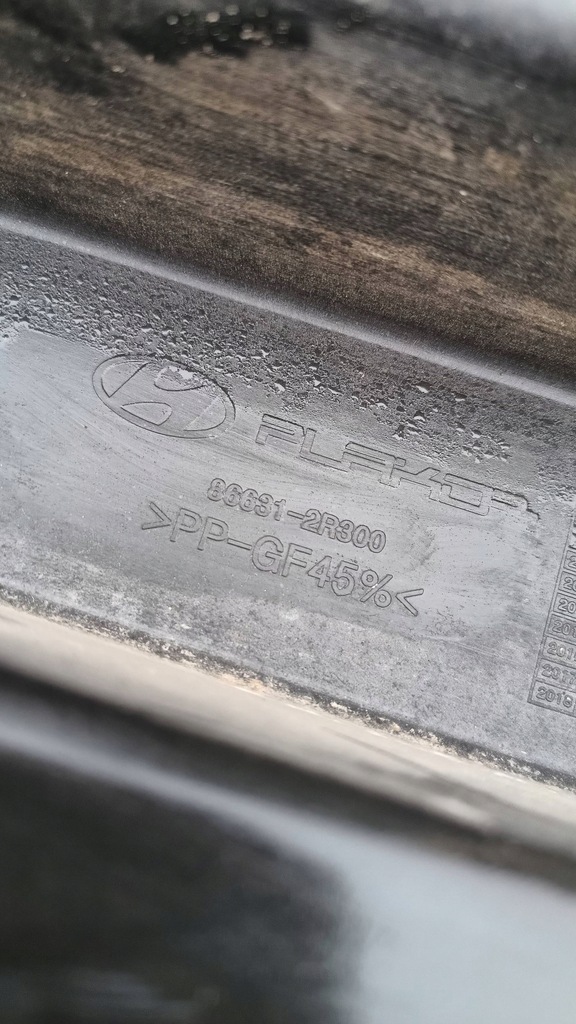 PLAKOR
86631-2R300
>PP-GF45%<
2019